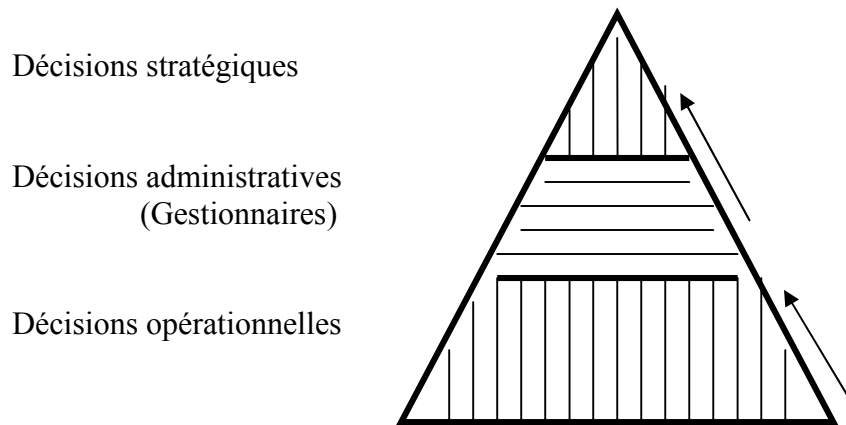 Décisions stratégiques
Décisions administratives
(Gestionnaires)
Décisions opérationnelles